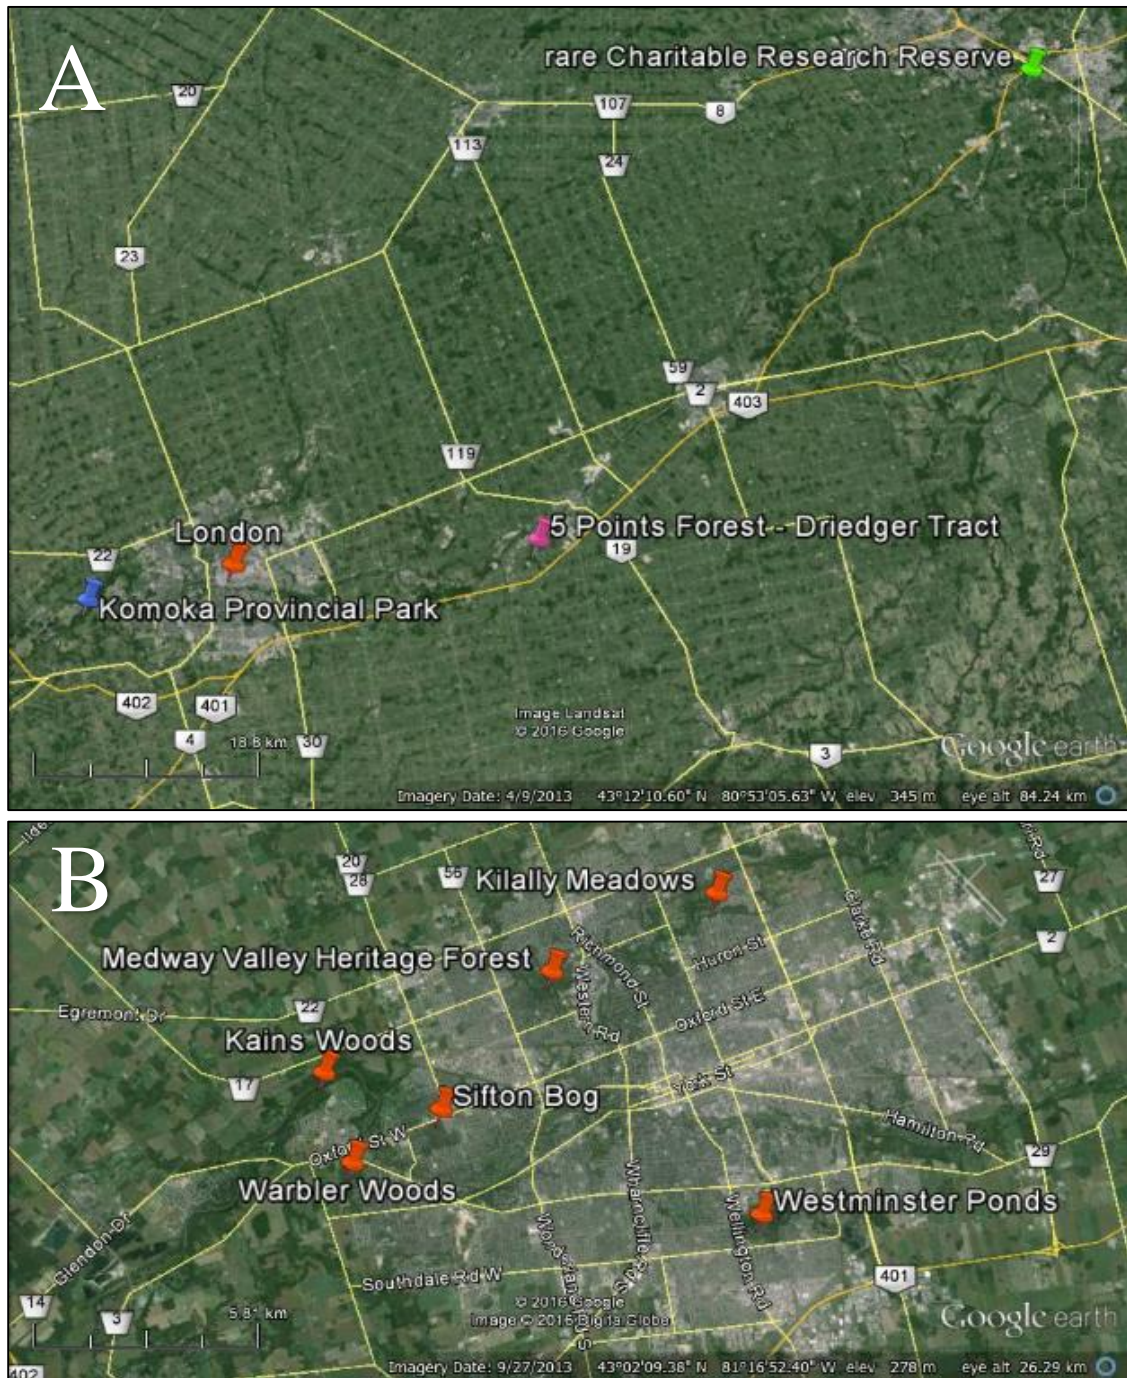 A
rare Charitable Research Reserve
20
107
8
113
24
23
59
2
403
119
London
5 Points Forest - Driedger Tract
22
19
Komoka Provincial Park
402
401
Image Landsat
© 2016 Google
4
18.8 km
30
3
Google earth
Imagery Date: 4/9/2013 43°12'10.60" N 80°53'05.63" W elev 345 m eye alt 84.24 km
B
20
28
56
Kilally Meadows
27
Clarke Rd
2
Richmond St
Huron St
Medway Valley Heritage Forest
Western Rd
Oxford St E
22
Egremont Dr
Kains Woods
17
Sifton Bog
York St
Hamilton Rd
Oxford St W
29
Warbler Woods
Westminster Ponds
Glendon Dr
Wellington Rd
Southdale Rd W
401
14
3
5.81 km
© 2016 Google
Image © 2016 DigitalGlobe
Google earth
402
Imagery Date: 9/27/2013 43°02'09.38" N 81°16'52.40" W elev 278 m eye alt 26.29 km